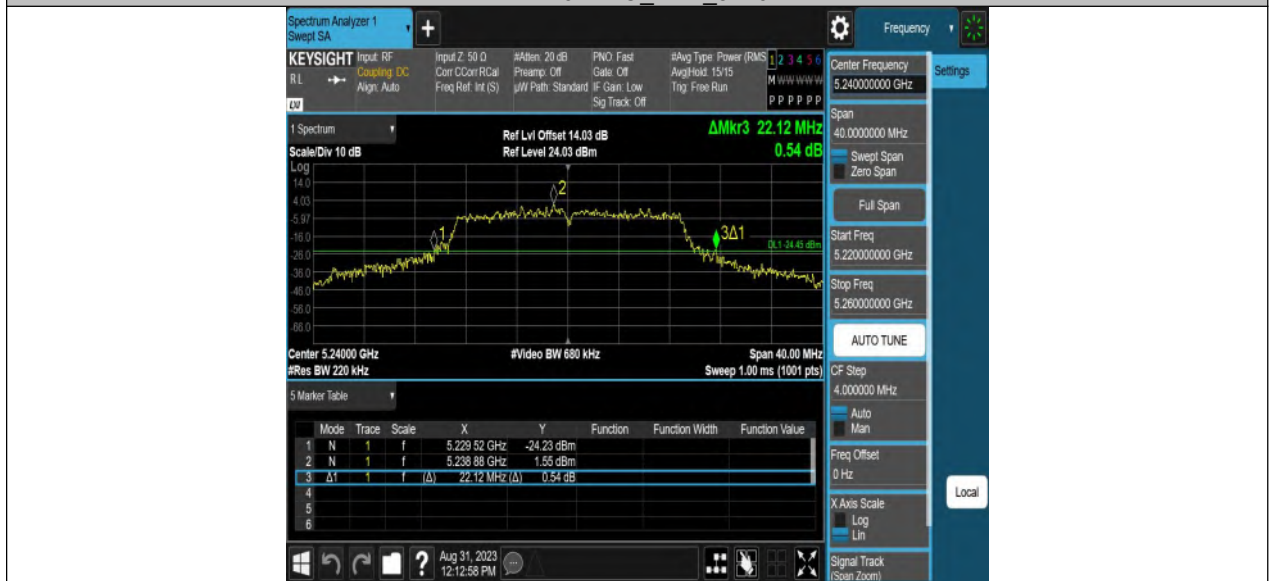 Spectrum Analyzer 1
Swept SA
+
Frequency
KEYSIGHT
R L
LXI
Input: RF
Coupling: DC
Align: Auto
Input Z: 50 Ω
Corr CCorr RCal
Freq Ref: Int (S)
#Atten: 20 dB
Preamp: Off
µW Path: Standard
PNO: Fast
Gate: Off
IF Gain: Low
Sig Track: Off
#Avg Type: Power (RMS
Avg|Hold: 15/15
Trig: Free Run
1 2 3 4 5 6
M W W W W W
P P P P P P
Center Frequency
5.240000000 GHz
Settings
Span
40.0000000 MHz
Swept Span
Zero Span
Full Span
Start Freq
5.220000000 GHz
Stop Freq
5.260000000 GHz
AUTO TUNE
CF Step
4.000000 MHz
Auto
Man
Freq Offset
0 Hz
X Axis Scale
Log
Lin
Signal Track
(Span Zoom)
Local
1 Spectrum
Scale/Div 10 dB
Ref Lvl Offset 14.03 dB
Ref Level 24.03 dBm
ΔMkr3 22.12 MHz
0.54 dB
Log
14.0
4.03
-5.97
-16.0
-26.0
-36.0
-46.0
-56.0
-66.0
1
2
3Δ1
DL1 -24.45 dBm
Center 5.24000 GHz
#Video BW 680 kHz
Span 40.00 MHz
#Res BW 220 kHz
Sweep 1.00 ms (1001 pts)
5 Marker Table
Mode Trace Scale X Y Function Function Width Function Value
1 N 1 f 5.229 52 GHz -24.23 dBm
2 N 1 f 5.238 88 GHz 1.55 dBm
3 Δ1 1 f (Δ) 22.12 MHz (Δ) 0.54 dB
4
5
6
?
Aug 31, 2023
12:12:58 PM